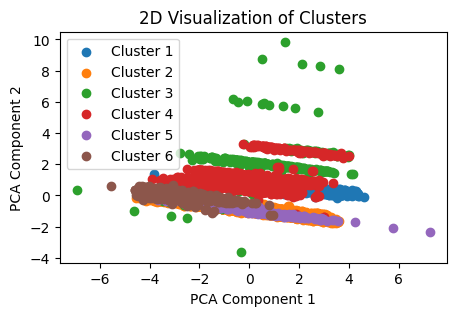 2D Visualization of Clusters
10
8
6
4
2
0
−2
−4
PCA Component 2
Cluster 1
Cluster 2
Cluster 3
Cluster 4
Cluster 5
Cluster 6
−6 −4 −2 0 2 4 6
PCA Component 1